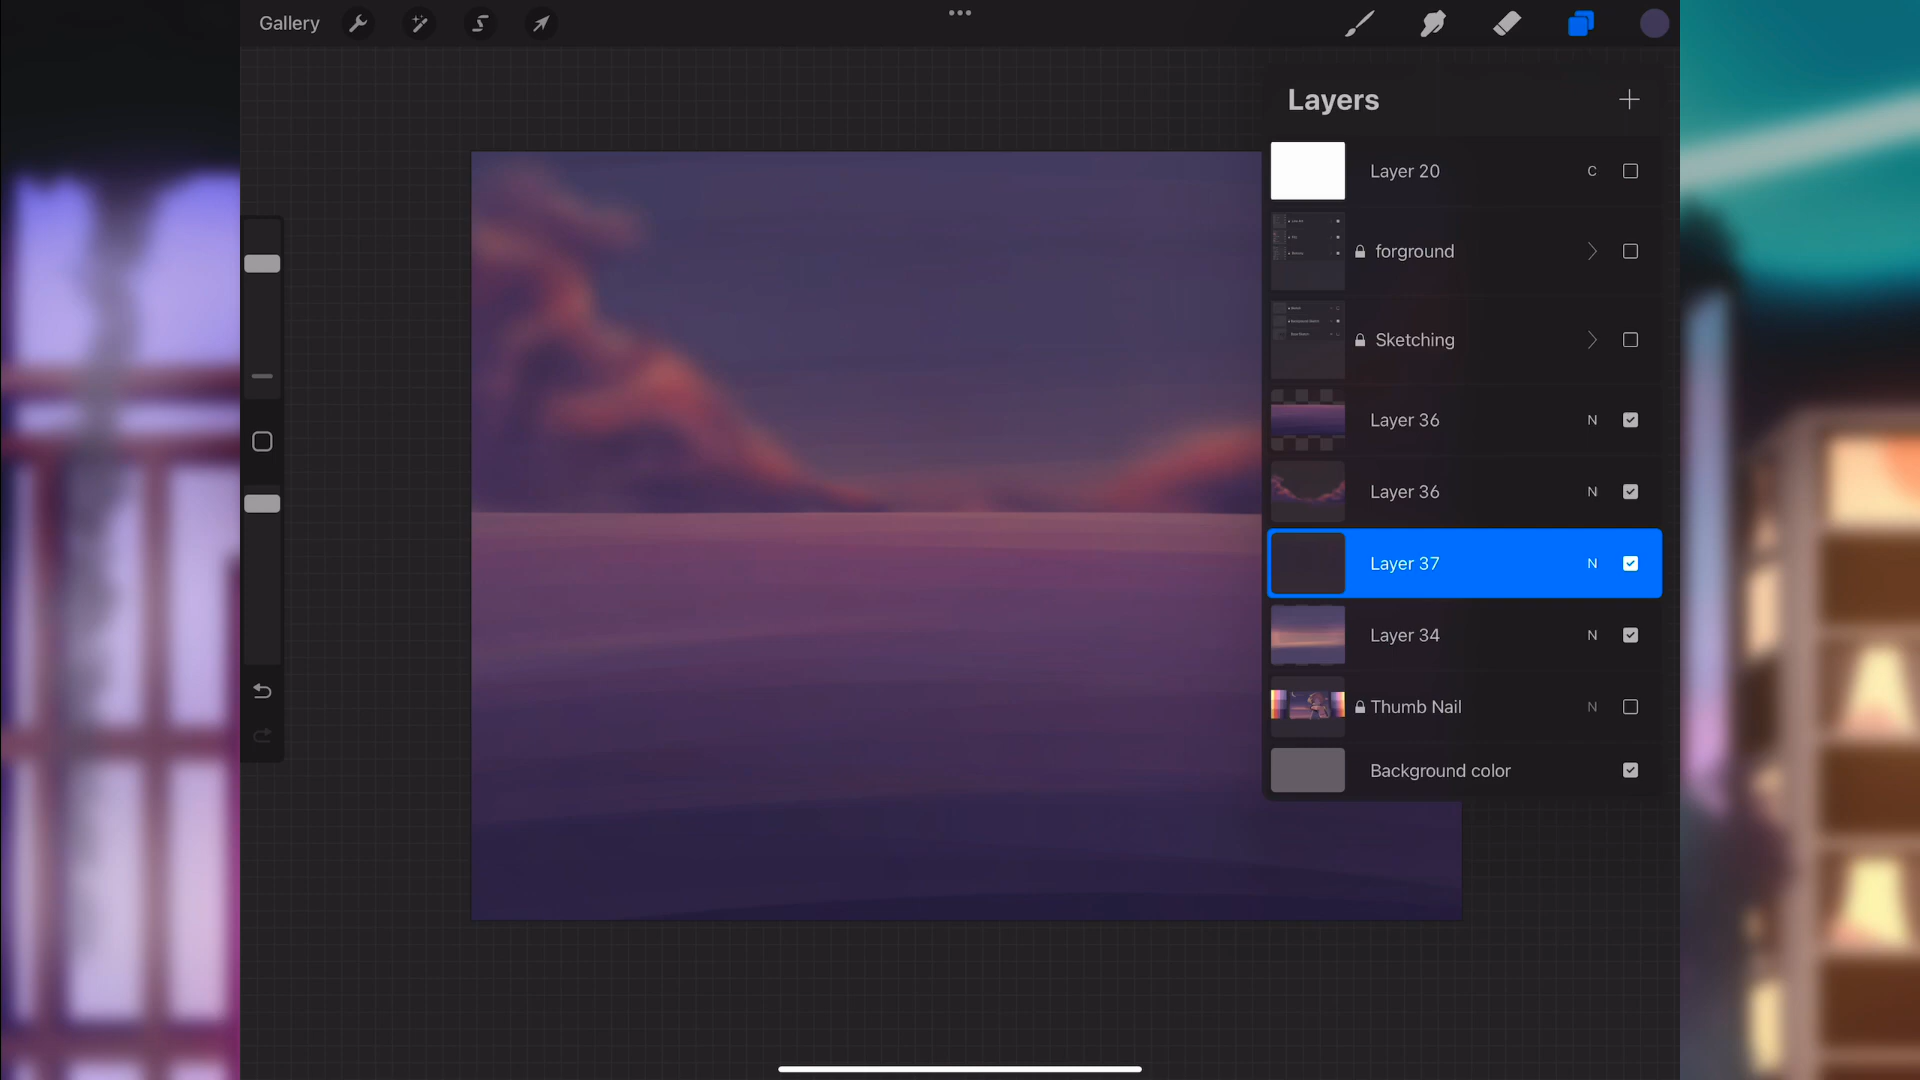 Gallery
Layers
Layer 20 C
forground
Sketching
Layer 36 N
Layer 36 N
Layer 37 N
Layer 34 N
Thumb Nail N
Background color